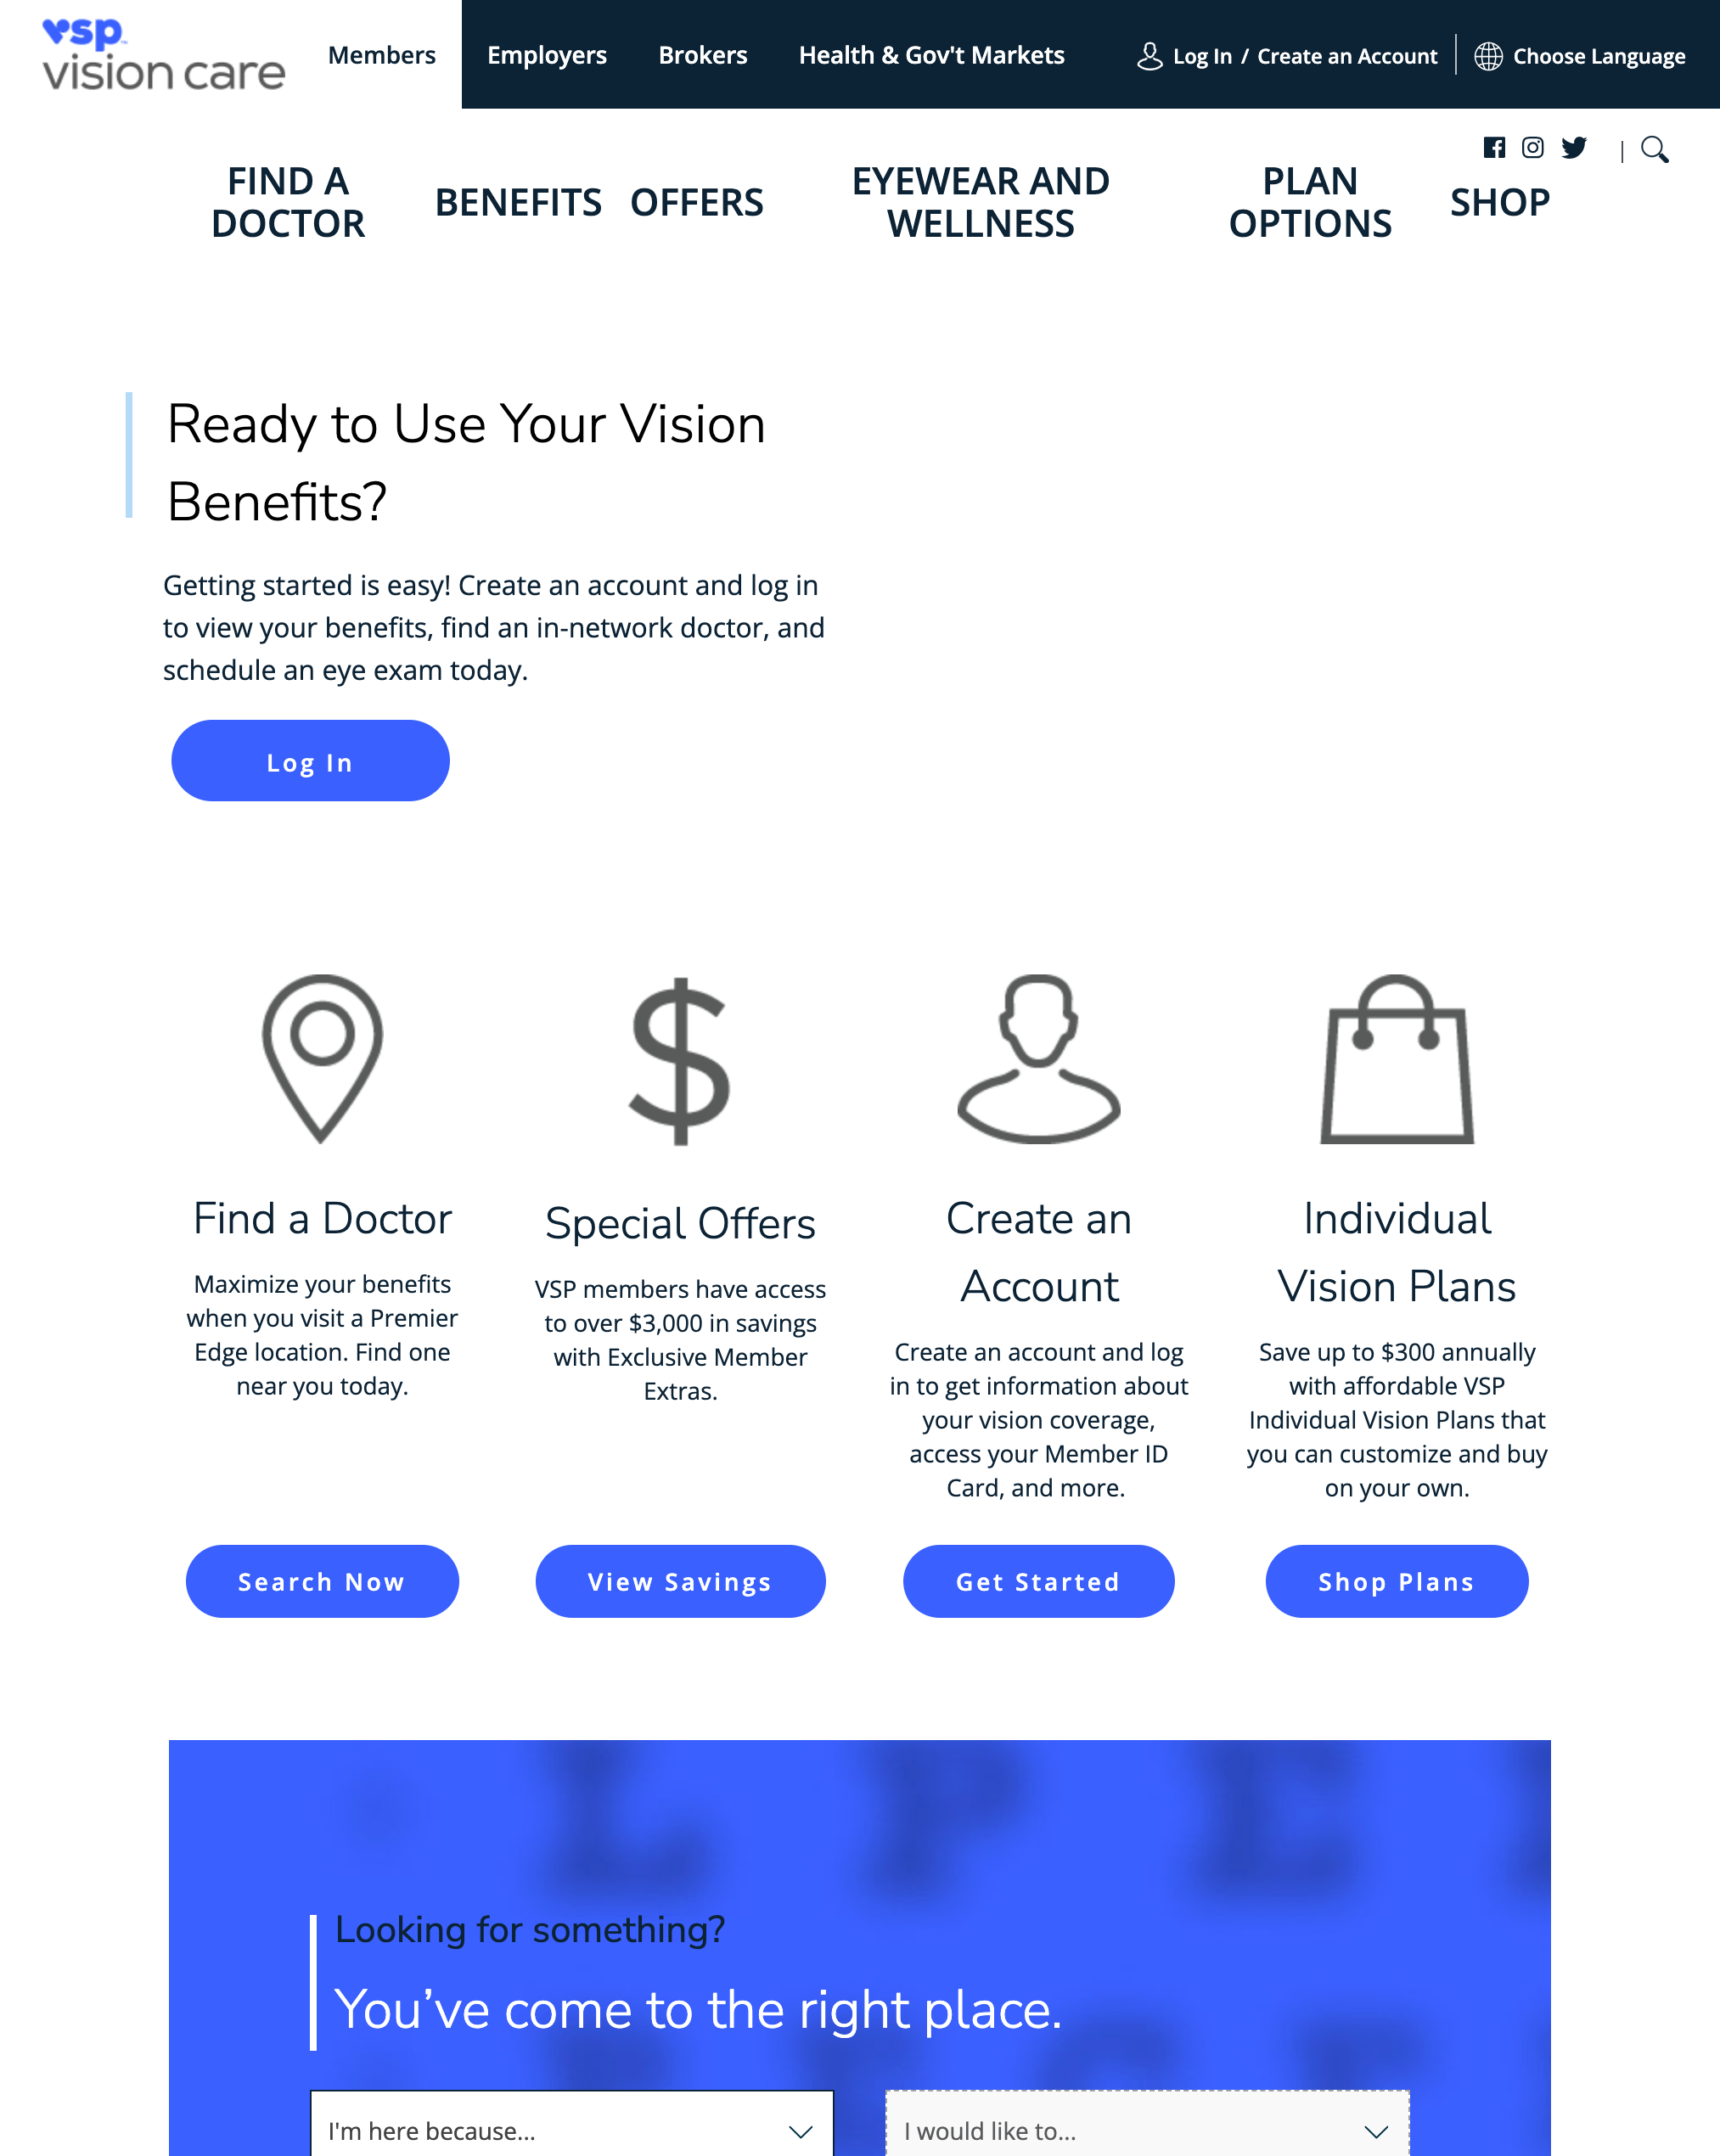 vsp
vision care
Members
Employers
Brokers
Health & Gov't Markets
Log In / Create an Account
Choose Language
FIND A
DOCTOR
BENEFITS
OFFERS
EYEWEAR AND
WELLNESS
PLAN
OPTIONS
SHOP
Ready to Use Your Vision
Benefits?
Getting started is easy! Create an account and log in
to view your benefits, find an in-network doctor, and
schedule an eye exam today.
Log In
Find a Doctor
Maximize your benefits
when you visit a Premier
Edge location. Find one
near you today.
Search Now
Special Offers
VSP members have access
to over $3,000 in savings
with Exclusive Member
Extras.
View Savings
Create an
Account
Create an account and log
in to get information about
your vision coverage,
access your Member ID
Card, and more.
Get Started
Individual
Vision Plans
Save up to $300 annually
with affordable VSP
Individual Vision Plans that
you can customize and buy
on your own.
Shop Plans
L P E
Looking for something?
You’ve come to the right place.
I'm here because...
I would like to...